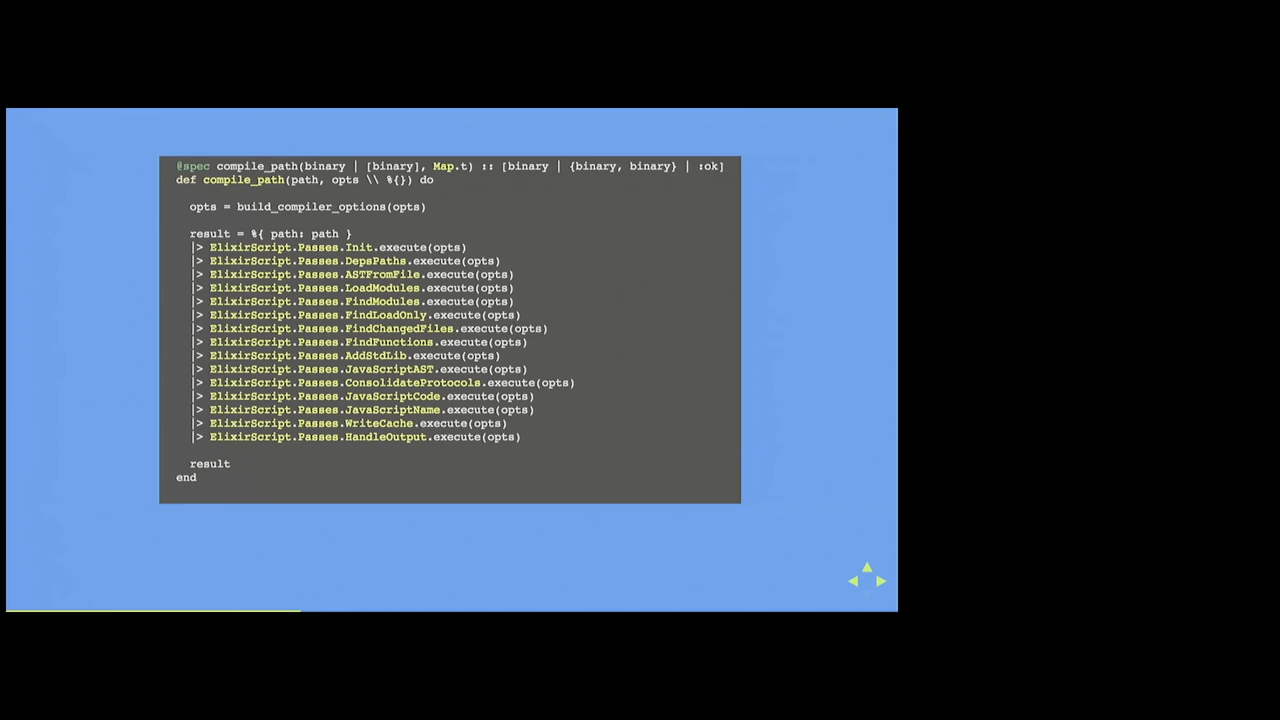 @spec compile_path(binary | [binary], Map.t) :: [binary | {binary, binary} | :ok]
def compile_path(path, opts \\ %{}) do
opts = build_compiler_options(opts)
result = %{ path: path }
|> ElixirScript.Passes.Init.execute(opts)
|> ElixirScript.Passes.DepsPaths.execute(opts)
|> ElixirScript.Passes.ASTFromFile.execute(opts)
|> ElixirScript.Passes.LoadModules.execute(opts)
|> ElixirScript.Passes.FindModules.execute(opts)
|> ElixirScript.Passes.FindLoadOnly.execute(opts)
|> ElixirScript.Passes.FindChangedFiles.execute(opts)
|> ElixirScript.Passes.FindFunctions.execute(opts)
|> ElixirScript.Passes.AddStdLib.execute(opts)
|> ElixirScript.Passes.JavaScriptAST.execute(opts)
|> ElixirScript.Passes.ConsolidateProtocols.execute(opts)
|> ElixirScript.Passes.JavaScriptCode.execute(opts)
|> ElixirScript.Passes.JavaScriptName.execute(opts)
|> ElixirScript.Passes.WriteCache.execute(opts)
|> ElixirScript.Passes.HandleOutput.execute(opts)
result
end